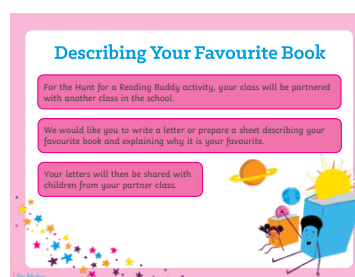 Describing Your Favourite Book
For the Hunt for a Reading Buddy activity, your class will be partnered
with another class in the school.
We would like you to write a letter or prepare a sheet describing your
favourite book and explaining why it is your favourite.
Your letters will then be shared with
children from your partner class.